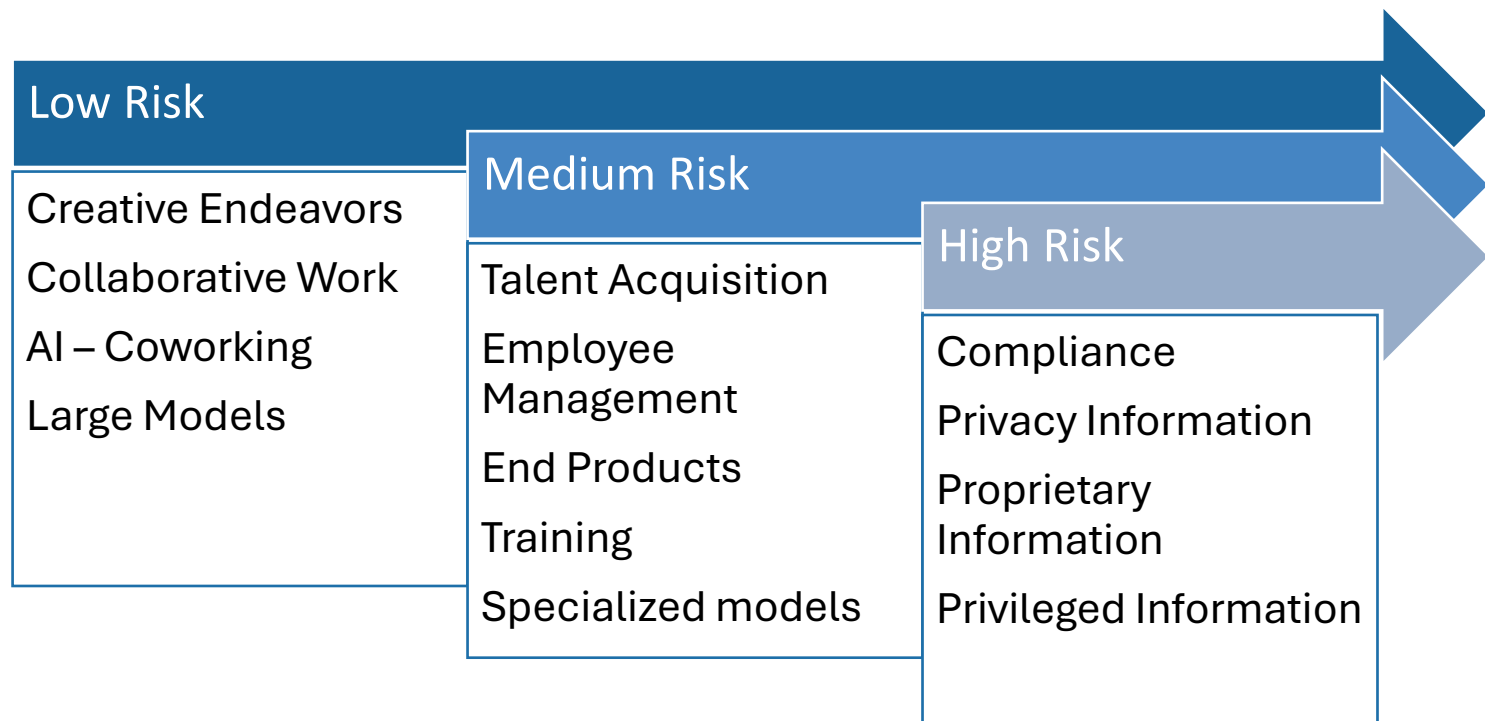 Low Risk
Creative Endeavors
Collaborative Work
AI – Coworking
Large Models
Medium Risk
Talent Acquisition
Employee
Management
End Products
Training
Specialized models
High Risk
Compliance
Privacy Information
Proprietary
Information
Privileged Information